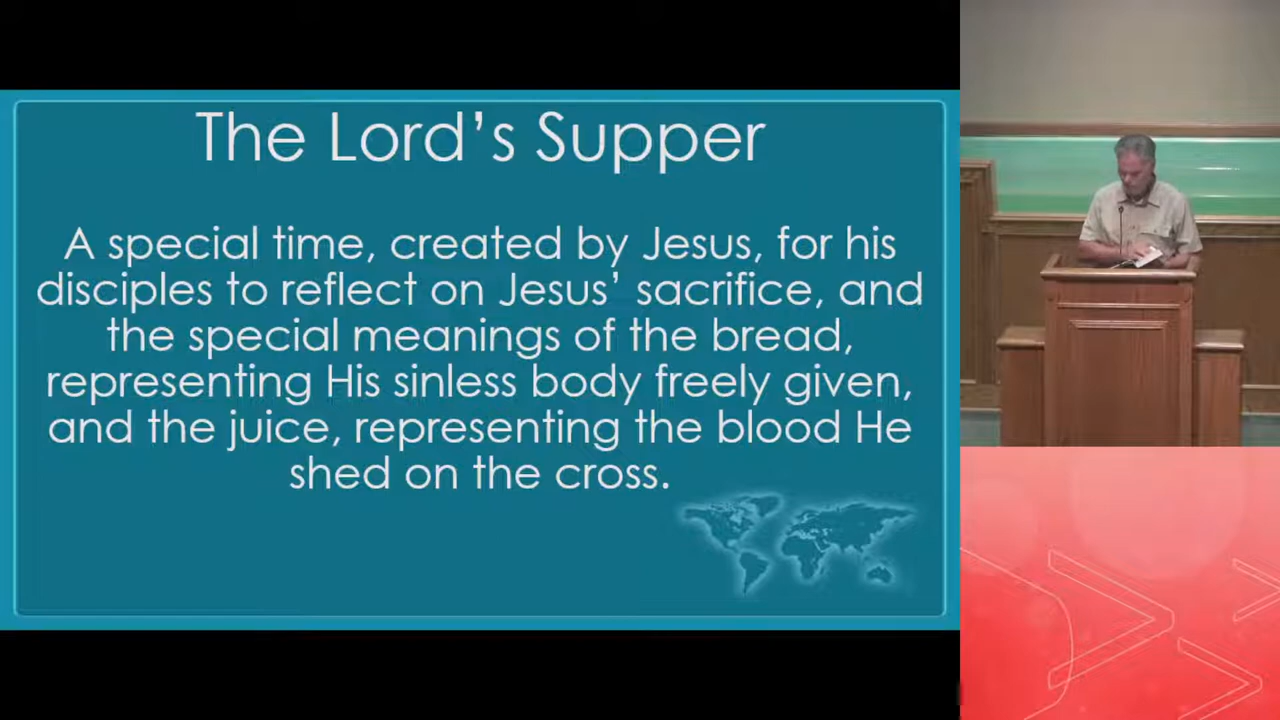 The Lord’s Supper
A special time, created by Jesus, for his
disciples to reflect on Jesus’ sacrifice, and
the special meanings of the bread,
representing His sinless body freely given,
and the juice, representing the blood He
shed on the cross.